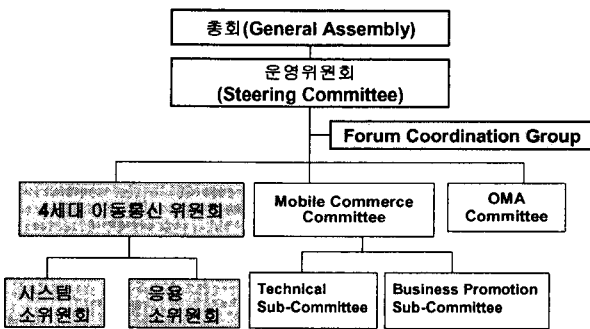 총회(General Assembly)
운영위원회
(Steering Committee)
Forum Coordination Group
4세대 이동통신 위원회
Mobile Commerce
Committee
OMA
Committee
시스템
소위원회
응용
소위원회
Technical
Sub-Committee
Business Promotion
Sub-Committee